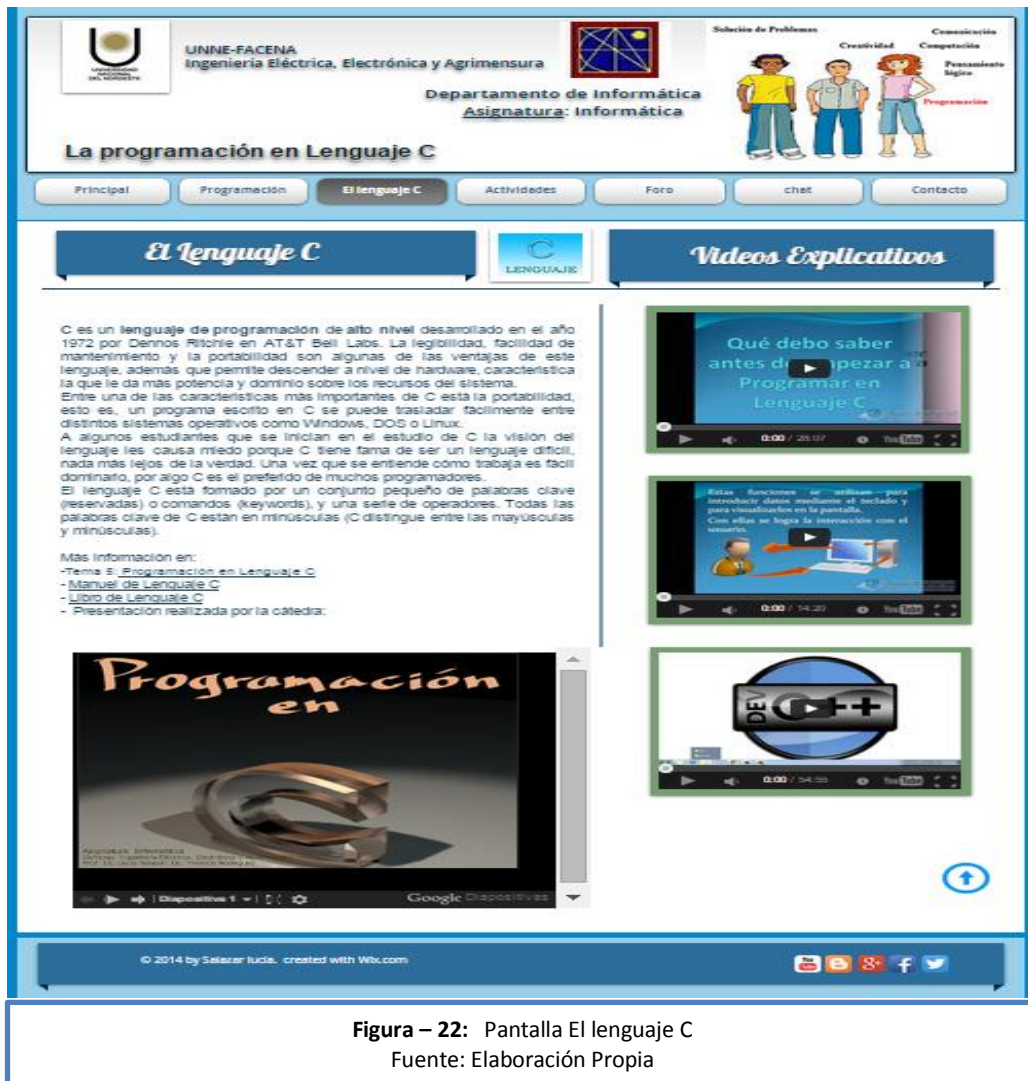 UNIVERSIDAD
NACIONAL
DEL NORDESTE
UNNE-FACENA
Ingeniería Eléctrica, Electrónica y Agrimensura
Departamento de Informática
Asignatura: Informática
La programación en Lenguaje C
Solución de Problemas
Comunicación
Creatividad
Computación
Pensamiento
lógico
Programación
Principal
Programación
El lenguaje C
Actividades
Foro
chat
Contacto
El Lenguaje C
C
LENGUAJE
Videos Explicativos
C es un lenguaje de programación de alto nivel desarrollado en el año
1972 por Dennos Ritchie en AT&T Bell Labs. La legibilidad, facilidad de
mantenimiento y la portabilidad son algunas de las ventajas de este
lenguaje, además que permite descender a nivel de hardware, característica
la que le da más potencia y dominio sobre los recursos del sistema.
Entre una de las características más importantes de C está la portabilidad,
esto es, un programa escrito en C se puede trasladar fácilmente entre
distintos sistemas operativos como Windows, DOS o Linux.
A algunos estudiantes que se inician en el estudio de C la visión del
lenguaje les causa miedo porque C tiene fama de ser un lenguaje difícil,
nada más lejos de la verdad. Una vez que se entiende cómo trabaja es fácil
dominarlo, por algo C es el preferido de muchos programadores.
El lenguaje C está formado por un conjunto pequeño de palabras clave
(reservadas) o comandos (keywords), y una serie de operadores. Todas las
palabras clave de C están en minúsculas (C distingue entre las mayúsculas
y minúsculas).
Más información en:
-Tema 5: Programación en Lenguaje C
- Manuel de Lenguaje C
- Libro de Lenguaje C
- Presentación realizada por la cátedra:
Programación
en
Asignatura: Informática
Diapositiva 1
Google Diapositivas
Qué debo saber
antes de empezar a
Programar en
Lenguaje C
0:00 / 28:07
YouTube
Estas funciones se utilizan para
introducir datos mediante el teclado y
para visualizarlos en la pantalla.
Con ellas se logra la interacción con el
usuario.
0:00 / 14:20
YouTube
DEV
C++
0:00 / 54:55
YouTube
© 2014 by Salazar lucía. created with Wix.com
Figura – 22: Pantalla El lenguaje C
Fuente: Elaboración Propia